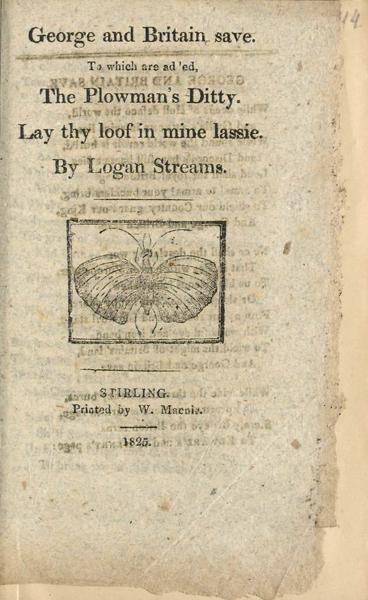 14
George and Britain save.
To which are ad'ed,
The Plowman's Ditty.
Lay thy loof in mine lassie.
By Logan Streams.
STIRLING.
Printed by W. Macnie.
1825.